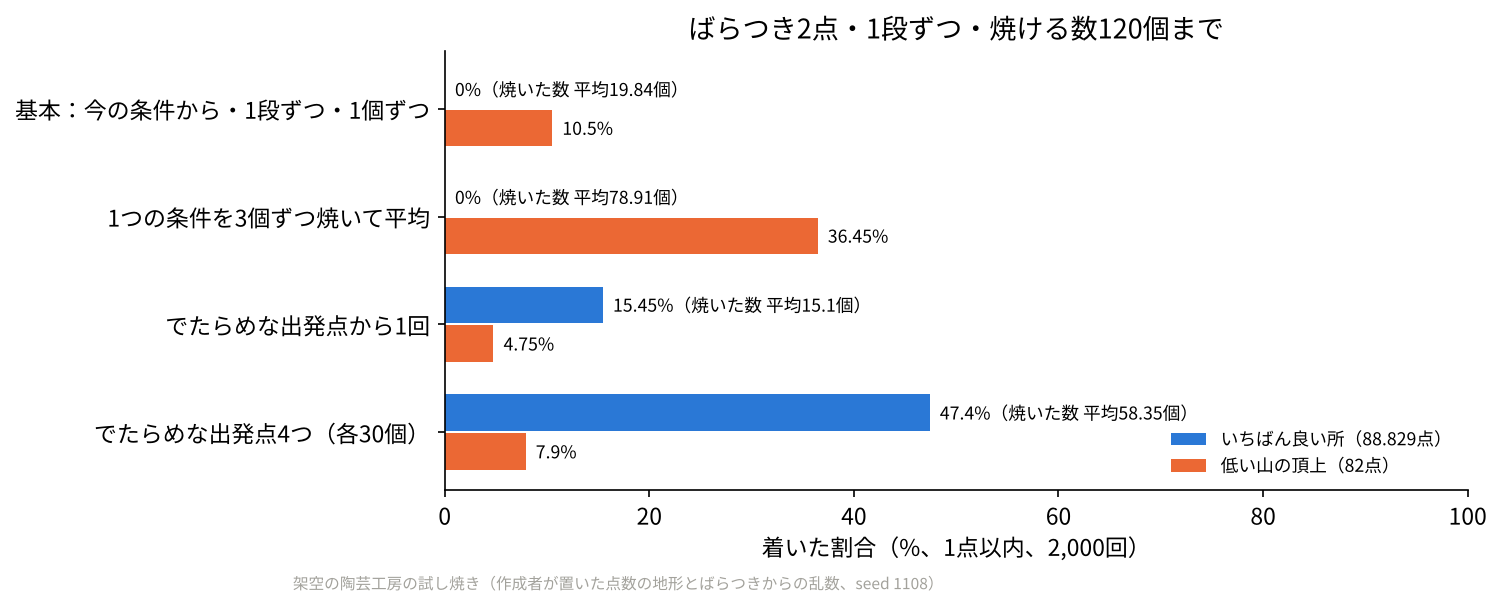 ばらつき2点・1段ずつ・焼ける数120個まで
基本：今の条件から・1段ずつ・1個ずつ
0%（焼いた数 平均19.84個）
10.5%
1つの条件を3個ずつ焼いて平均
0%（焼いた数 平均78.91個）
36.45%
でたらめな出発点から1回
15.45%（焼いた数 平均15.1個）
4.75%
でたらめな出発点4つ（各30個）
47.4%（焼いた数 平均58.35個）
7.9%
いちばん良い所（88.829点）
低い山の頂上（82点）
0 20 40 60 80 100
着いた割合（%、1点以内、2,000回）
架空の陶芸工房の試し焼き（作成者が置いた点数の地形とばらつきからの乱数、seed 1108）